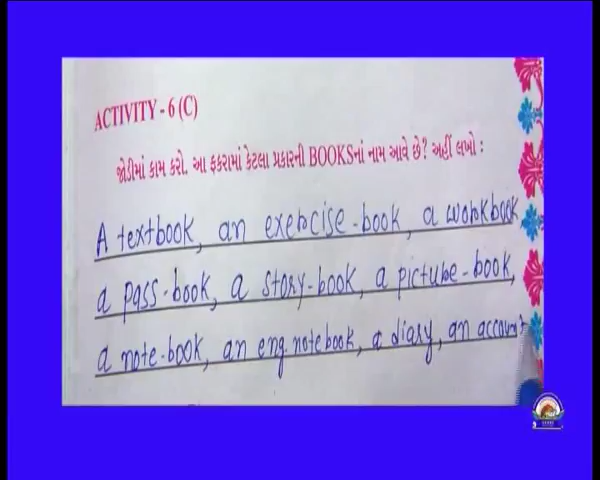 ACTIVITY - 6 (C)
જોડીમાં કામ કરો. આ ફકરામાં કેટલા પ્રકારની BOOKSનાં નામ આવે છે? અહીં લખો :
A textbook, an exercise-book, a workbook
a pass-book, a story-book, a picture-book,
a note-book, an eng.notebook, a diary, an account